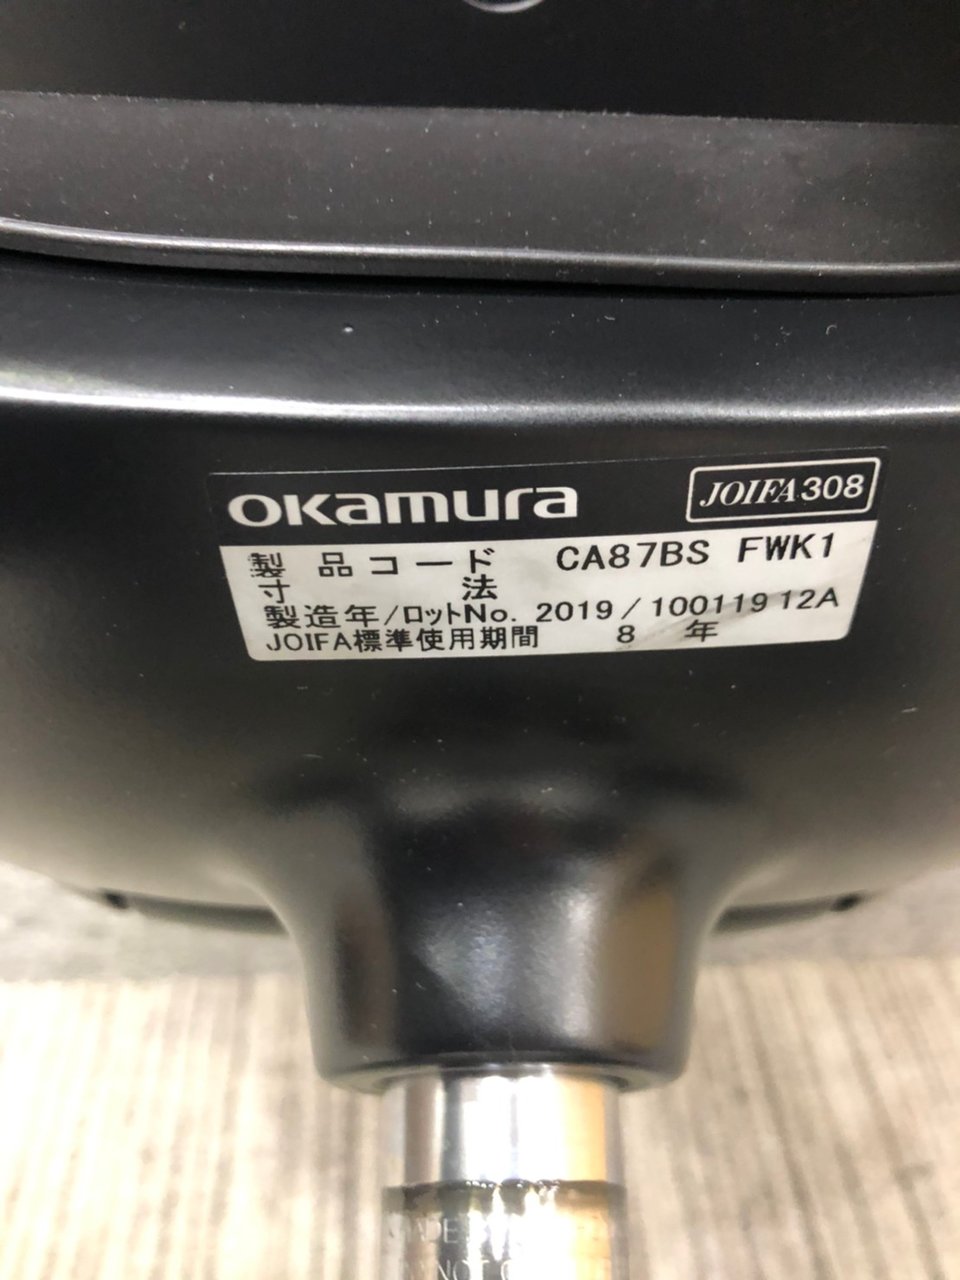 okamura
JOIFA308
製品コード CA87BS FWK1
寸法
製造年/ロットNo. 2019/10011912A
JOIFA標準使用期間 8 年